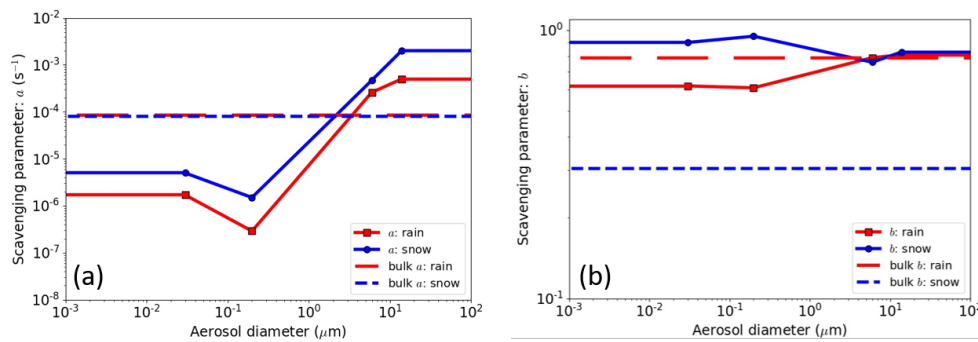 Scavenging parameter: a (s⁻¹)
10⁻²
10⁻³
10⁻⁴
10⁻⁵
10⁻⁶
10⁻⁷
10⁻⁸
(a)
a: rain
a: snow
bulk a: rain
bulk a: snow
10⁻³ 10⁻² 10⁻¹ 10⁰ 10¹ 10²
Aerosol diameter (μm)
Scavenging parameter: b
10⁰
10⁻¹
(b)
b: rain
b: snow
bulk b: rain
bulk b: snow
10⁻³ 10⁻² 10⁻¹ 10⁰ 10¹ 10²
Aerosol diameter (μm)